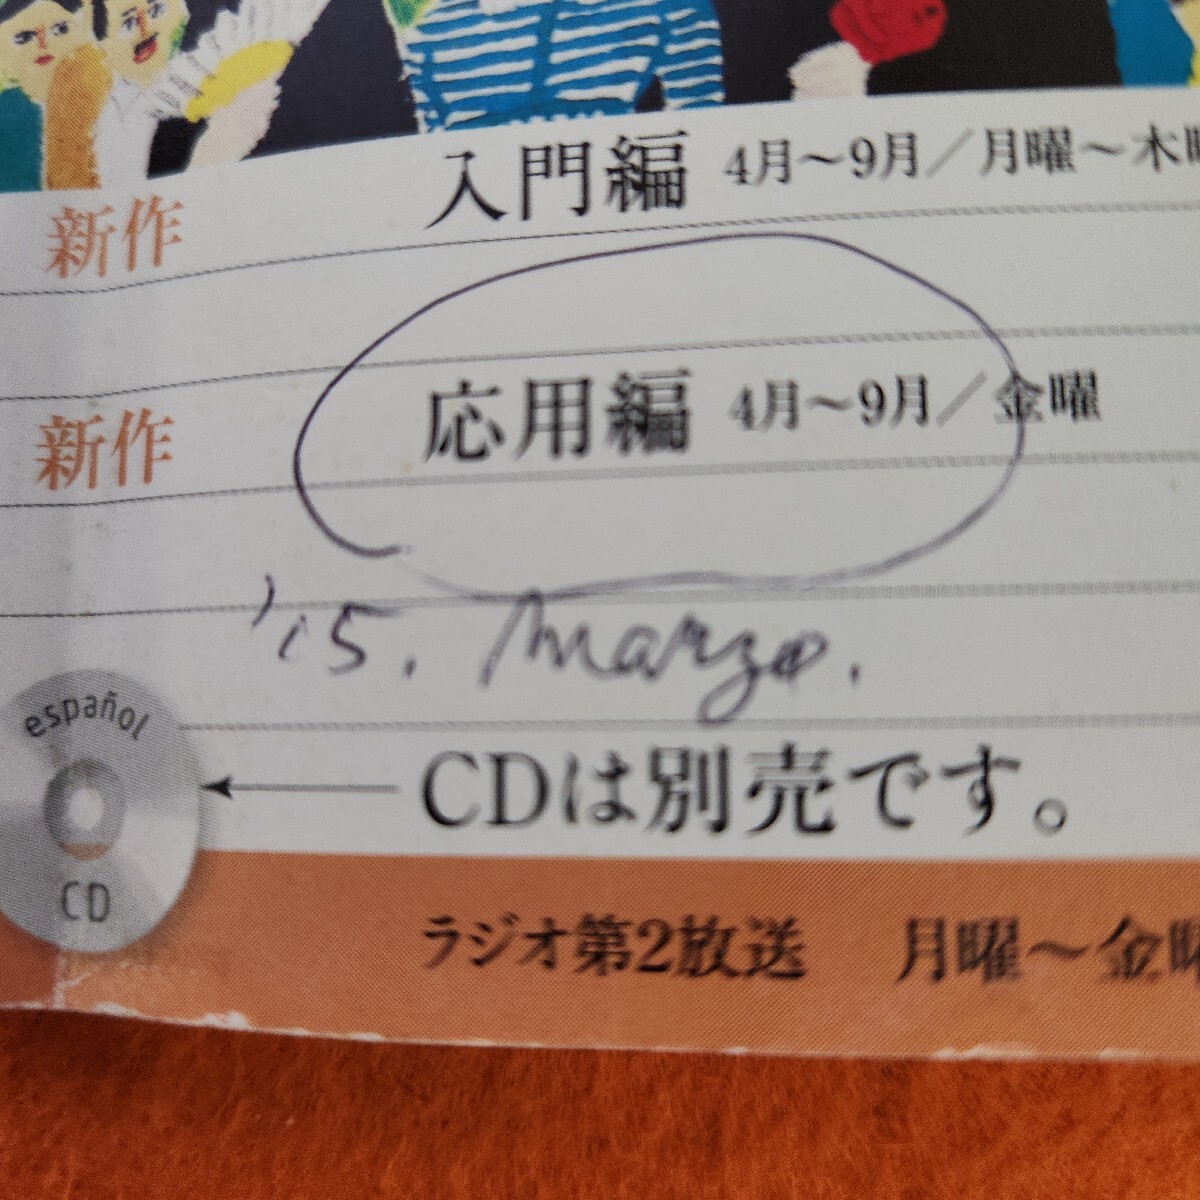 入門編 4月～9月／月曜～木曜
新作
応用編 4月～9月／金曜
新作
'15. marzo.
español
CDは別売です。
CD
ラジオ第2放送 月曜～金曜